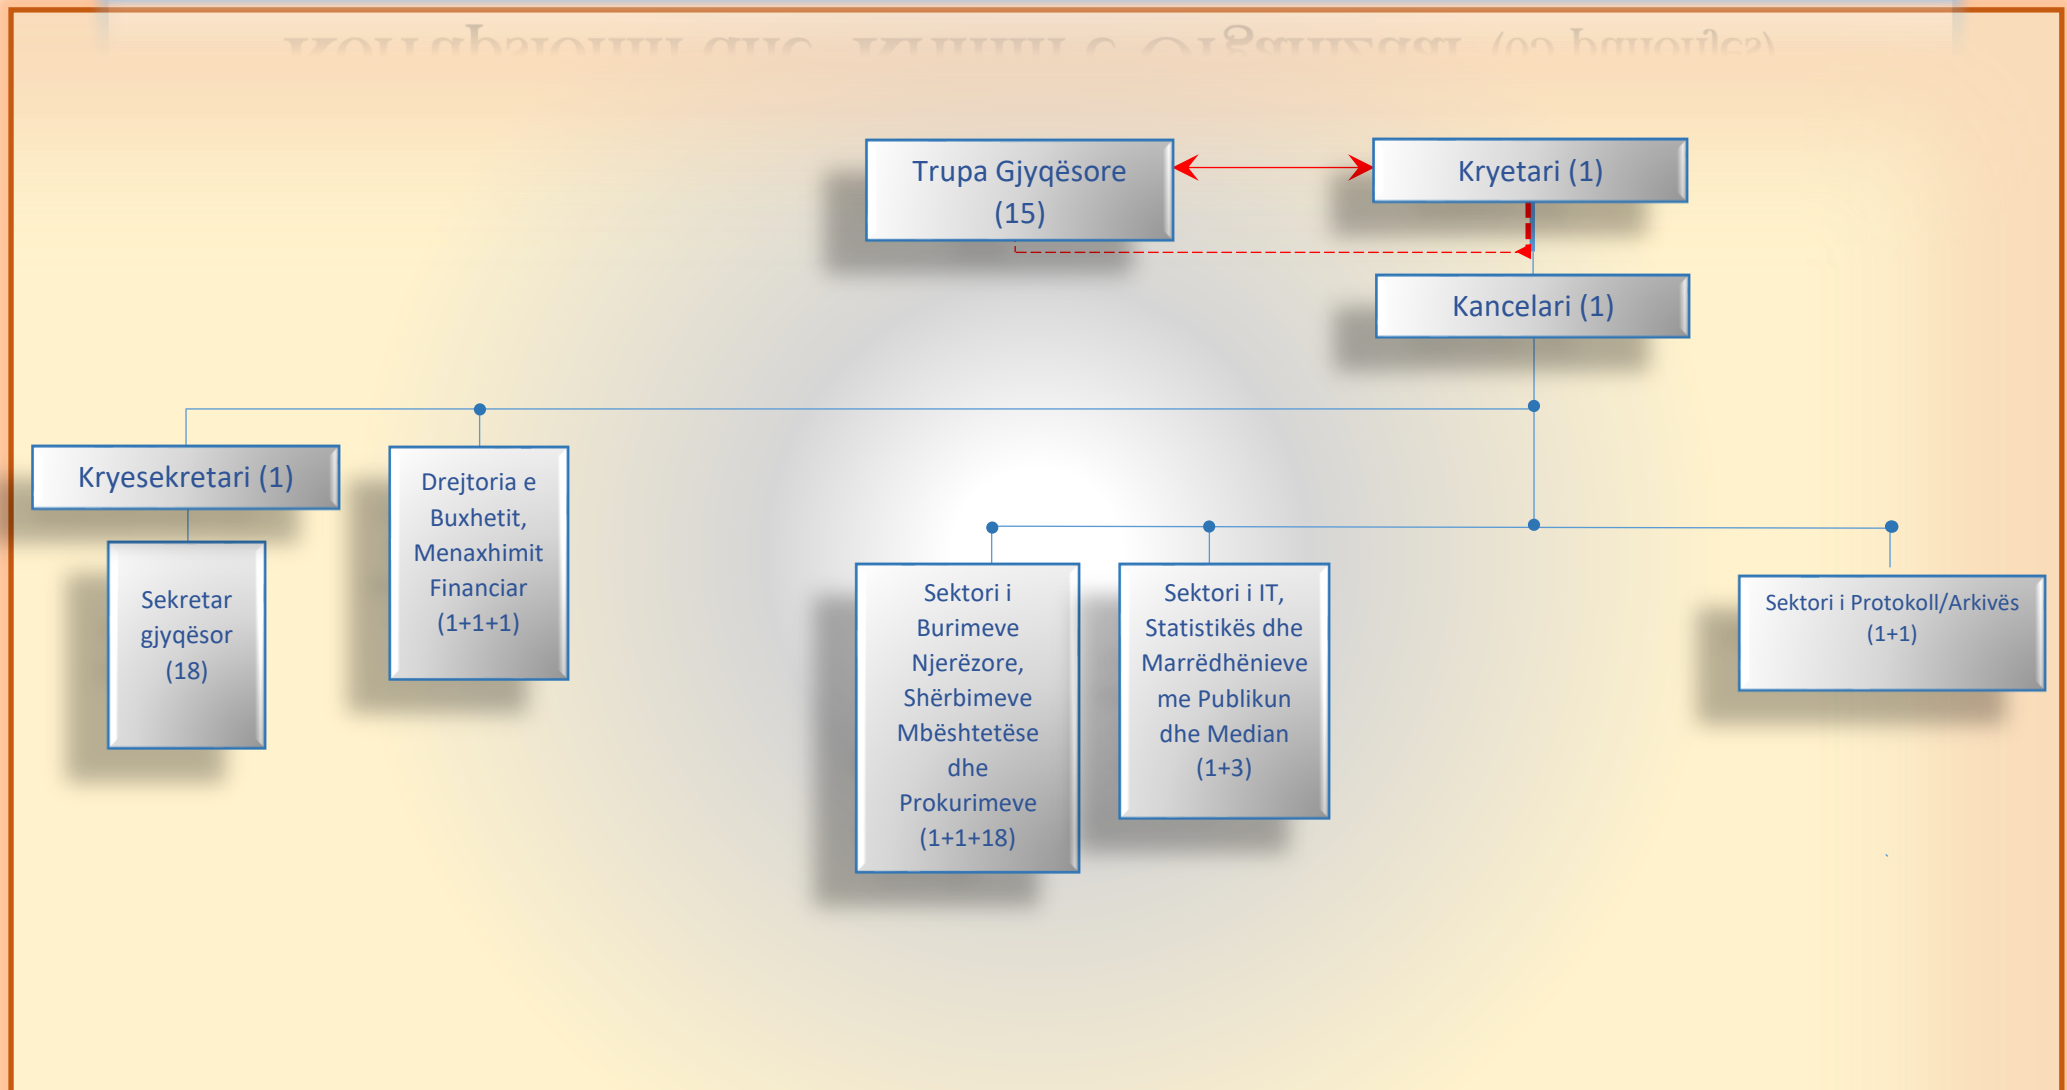 Trupa Gjyqësore
(15)
Kryetari (1)
Kancelari (1)
Kryesekretari (1)
Sekretar
gjyqësor
(18)
Drejtoria e
Buxhetit,
Menaxhimit
Financiar
(1+1+1)
Sektori i
Burimeve
Njerëzore,
Shërbimeve
Mbështetëse
dhe
Prokurimeve
(1+1+18)
Sektori i IT,
Statistikës dhe
Marrëdhënieve
me Publikun
dhe Median
(1+3)
Sektori i Protokoll/Arkivës
(1+1)